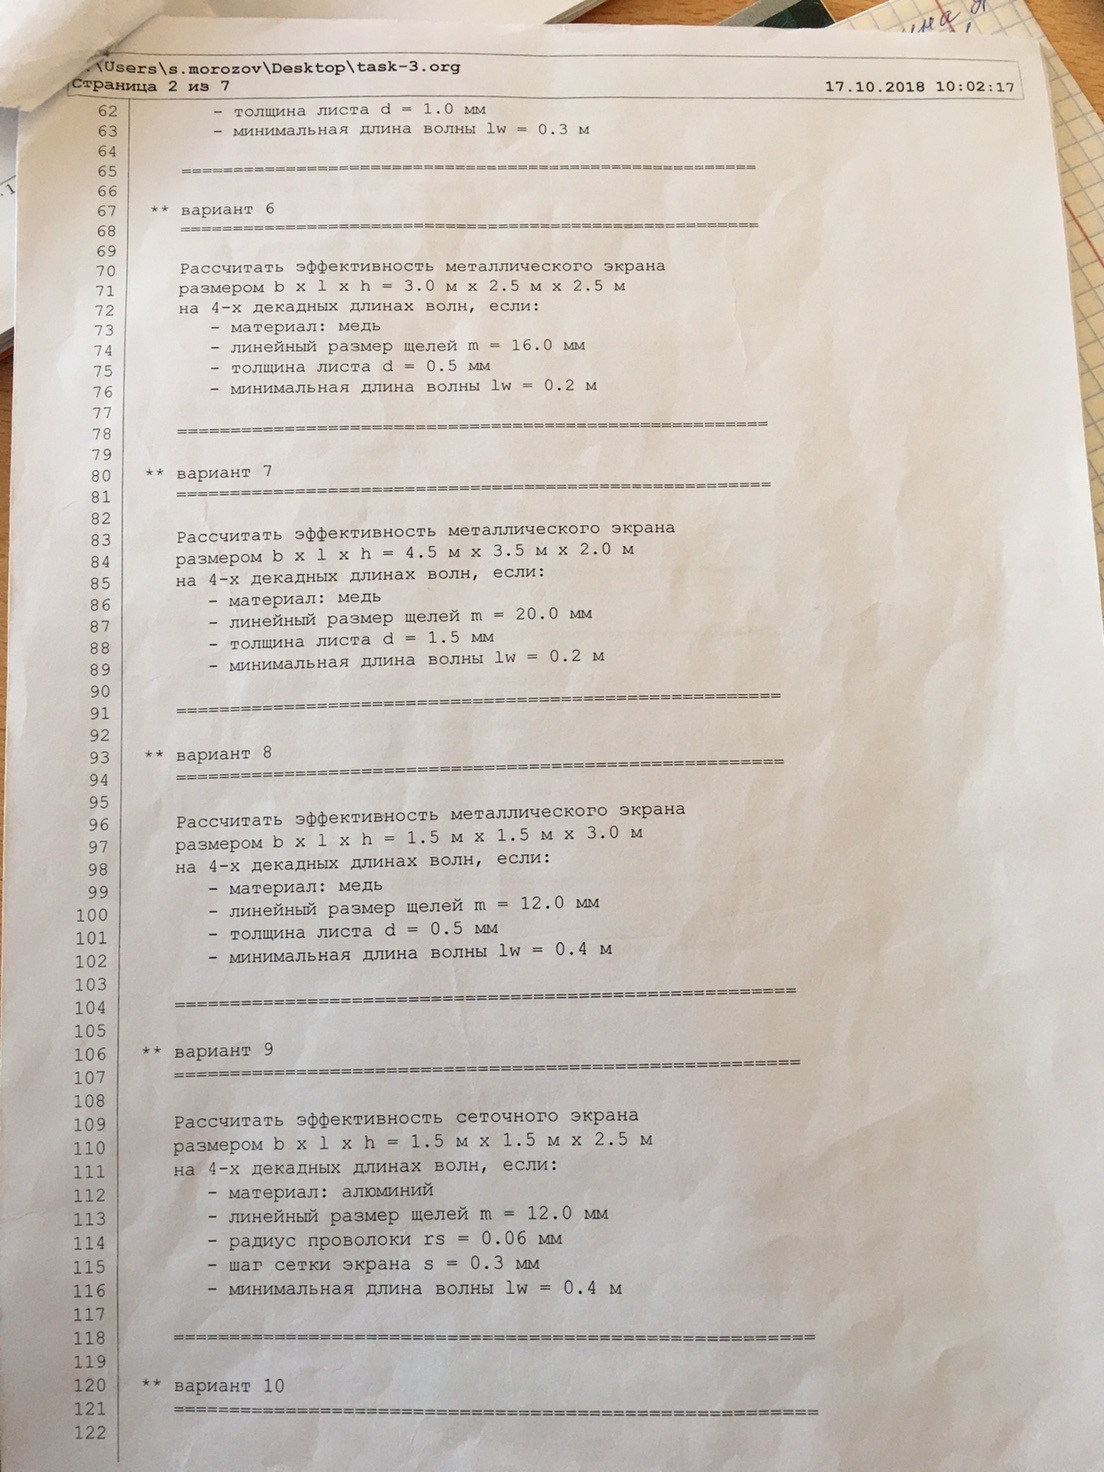 \Users\s.morozov\Desktop\task-3.org
Страница 2 из 7 17.10.2018 10:02:17
62 - толщина листа d = 1.0 мм
63 - минимальная длина волны lw = 0.3 м
64
65 =======================================================
66
67 ** вариант 6
68 =======================================================
69
70 Рассчитать эффективность металлического экрана
71 размером b x l x h = 3.0 м x 2.5 м x 2.5 м
72 на 4-х декадных длинах волн, если:
73 - материал: медь
74 - линейный размер щелей m = 16.0 мм
75 - толщина листа d = 0.5 мм
76 - минимальная длина волны lw = 0.2 м
77
78 =======================================================
79
80 ** вариант 7
81 =======================================================
82
83 Рассчитать эффективность металлического экрана
84 размером b x l x h = 4.5 м x 3.5 м x 2.0 м
85 на 4-х декадных длинах волн, если:
86 - материал: медь
87 - линейный размер щелей m = 20.0 мм
88 - толщина листа d = 1.5 мм
89 - минимальная длина волны lw = 0.2 м
90
91 =======================================================
92
93 ** вариант 8
94 =======================================================
95
96 Рассчитать эффективность металлического экрана
97 размером b x l x h = 1.5 м x 1.5 м x 3.0 м
98 на 4-х декадных длинах волн, если:
99 - материал: медь
100 - линейный размер щелей m = 12.0 мм
101 - толщина листа d = 0.5 мм
102 - минимальная длина волны lw = 0.4 м
103
104 =======================================================
105
106 ** вариант 9
107 =======================================================
108
109 Рассчитать эффективность сеточного экрана
110 размером b x l x h = 1.5 м x 1.5 м x 2.5 м
111 на 4-х декадных длинах волн, если:
112 - материал: алюминий
113 - линейный размер щелей m = 12.0 мм
114 - радиус проволоки rs = 0.06 мм
115 - шаг сетки экрана s = 0.3 мм
116 - минимальная длина волны lw = 0.4 м
117
118 =======================================================
119
120 ** вариант 10
121 =======================================================
122